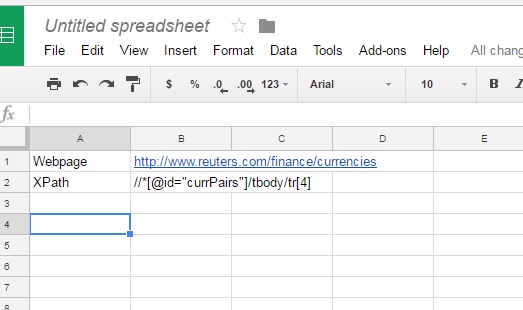 Untitled spreadsheet
File Edit View Insert Format Data Tools Add-ons Help All chang
$ % .0 .00 123 Arial 10 B I
fx
A B C D E
1 Webpage http://www.reuters.com/finance/currencies
2 XPath //*[@id="currPairs"]/tbody/tr[4]
3
4
5
6
7
8